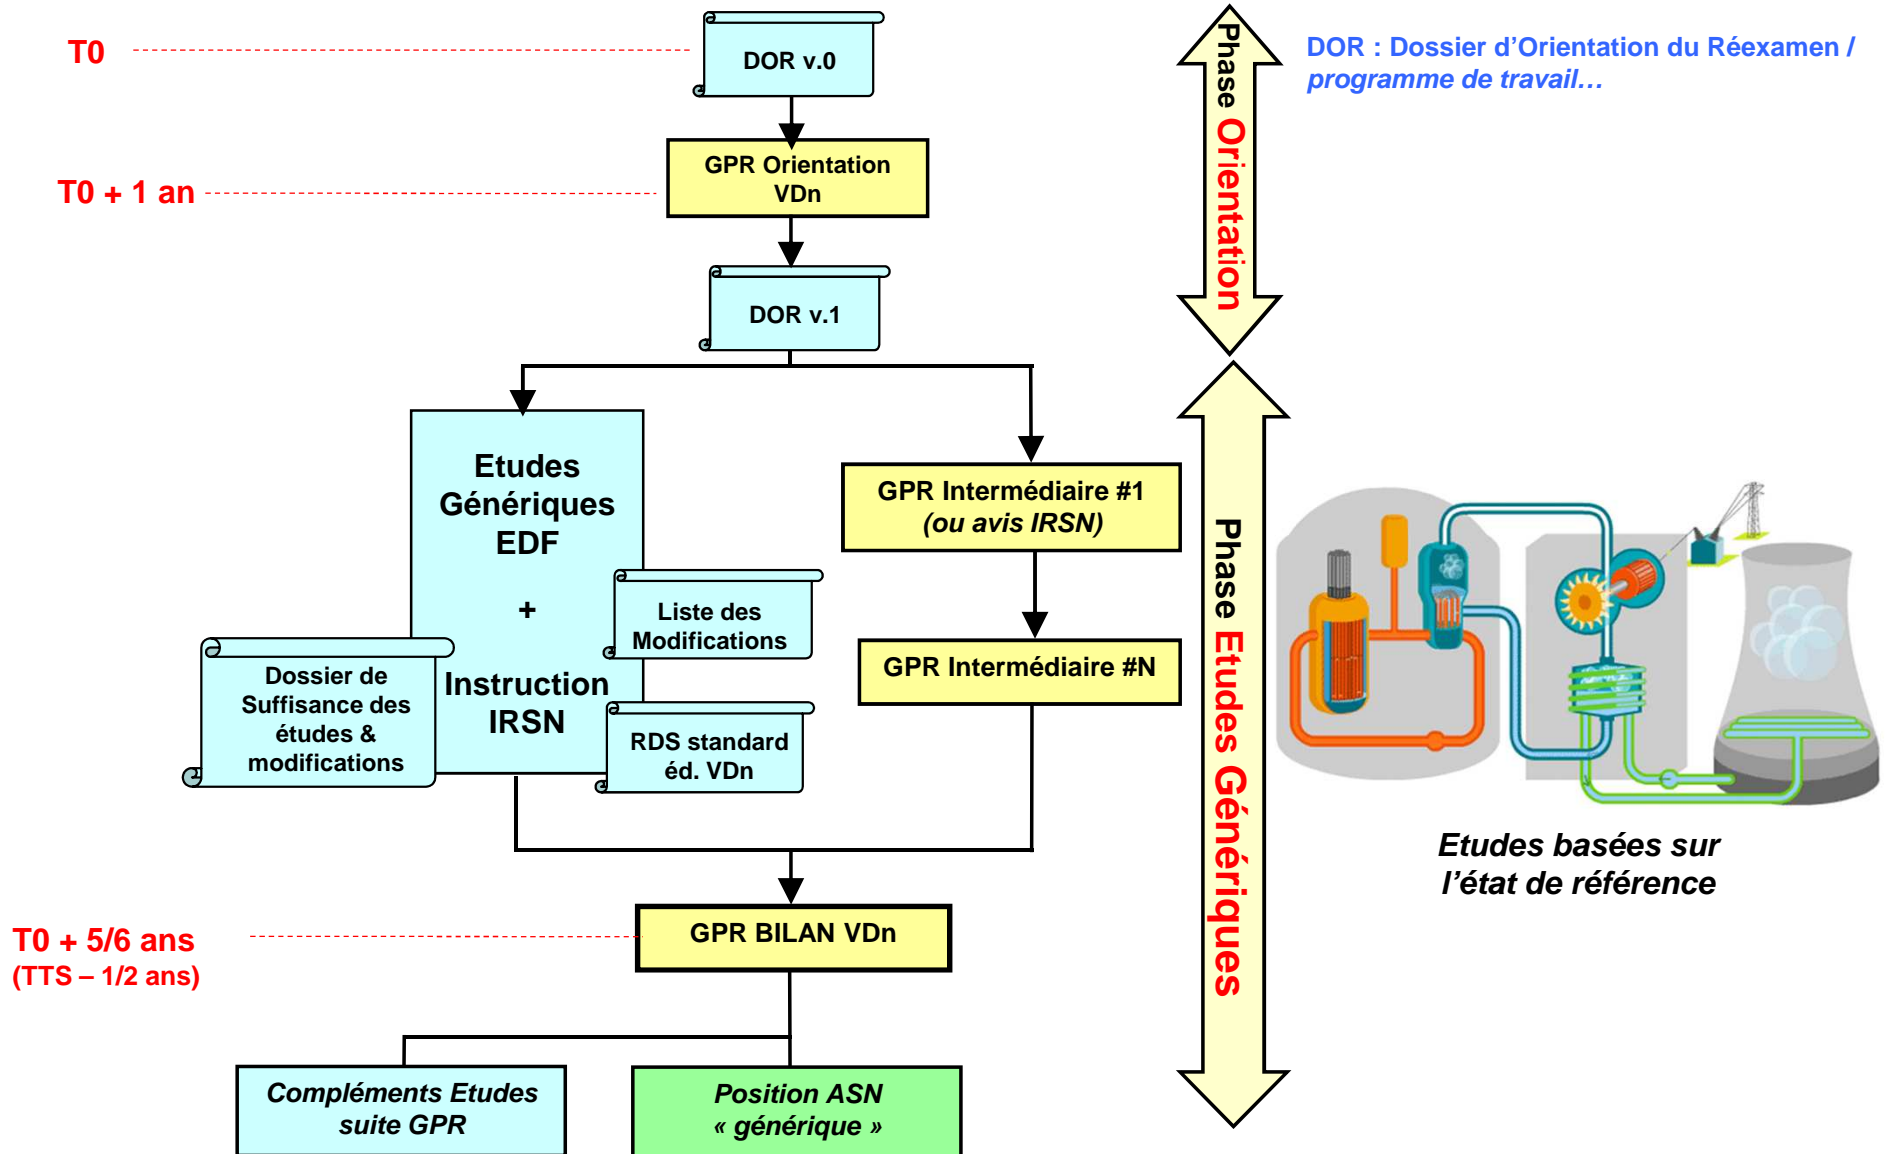 T0
DOR v.0
DOR : Dossier d’Orientation du Réexamen /
programme de travail…
Phase Orientation
T0 + 1 an
GPR Orientation
VDn
DOR v.1
Etudes
Génériques
EDF
+
Instruction
IRSN
GPR Intermédiaire #1
(ou avis IRSN)
Liste des
Modifications
Dossier de
Suffisance des
études &
modifications
GPR Intermédiaire #N
RDS standard
éd. VDn
Phase Etudes Génériques
Etudes basées sur
l’état de référence
T0 + 5/6 ans
(TTS – 1/2 ans)
GPR BILAN VDn
Compléments Etudes
suite GPR
Position ASN
« générique »